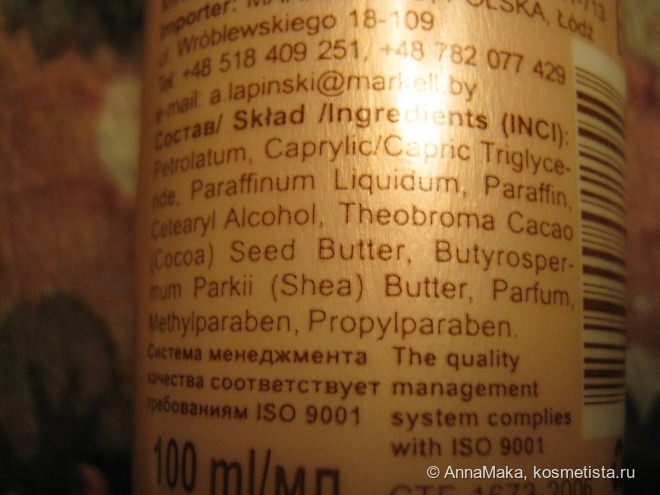 Importer: POLSKA, Łódź
ul. Wróblewskiego 18-109
Tel. +48 518 409 251, +48 782 077 429
e-mail: a.lapinski@markell.by
Состав/ Skład /Ingredients (INCI):
Petrolatum, Caprylic/Capric Triglyce-
ride, Paraffinum Liquidum, Paraffin,
Cetearyl Alcohol, Theobroma Cacao
(Cocoa) Seed Butter, Butyrosper-
mum Parkii (Shea) Butter, Parfum,
Methylparaben, Propylparaben.
Система менеджмента
качества соответствует
требованиям ISO 9001
The quality
management
system complies
with ISO 9001
100 ml/мл
© AnnaMaka, kosmetista.ru